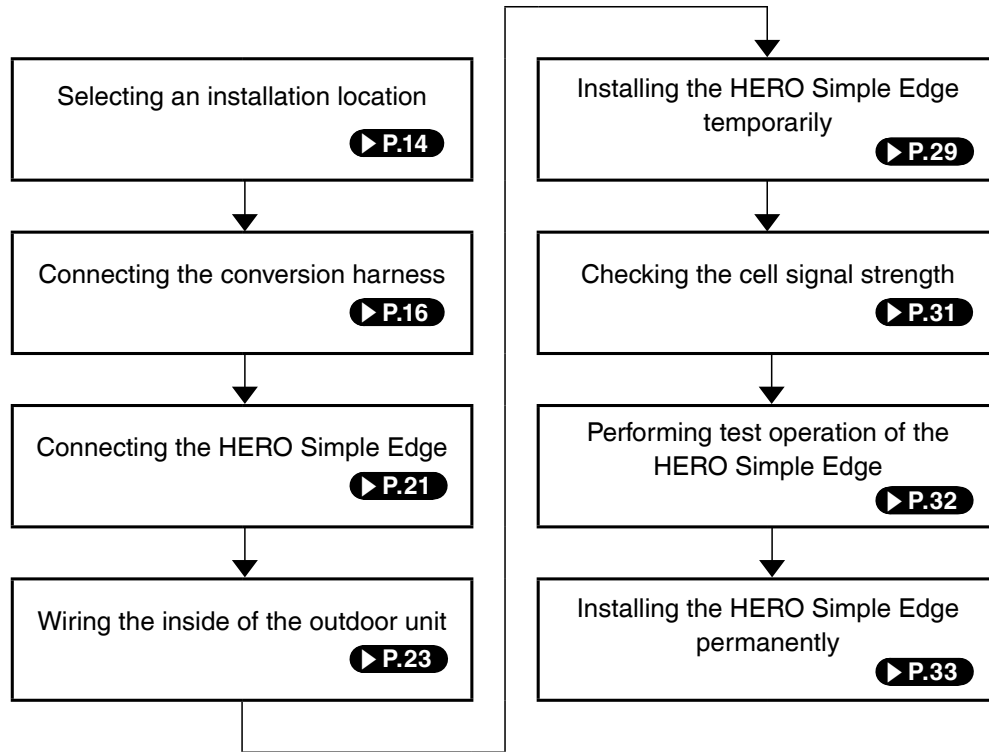 Selecting an installation location
▶ P.14
Connecting the conversion harness
▶ P.16
Connecting the HERO Simple Edge
▶ P.21
Wiring the inside of the outdoor unit
▶ P.23
Installing the HERO Simple Edge
temporarily
▶ P.29
Checking the cell signal strength
▶ P.31
Performing test operation of the
HERO Simple Edge
▶ P.32
Installing the HERO Simple Edge
permanently
▶ P.33